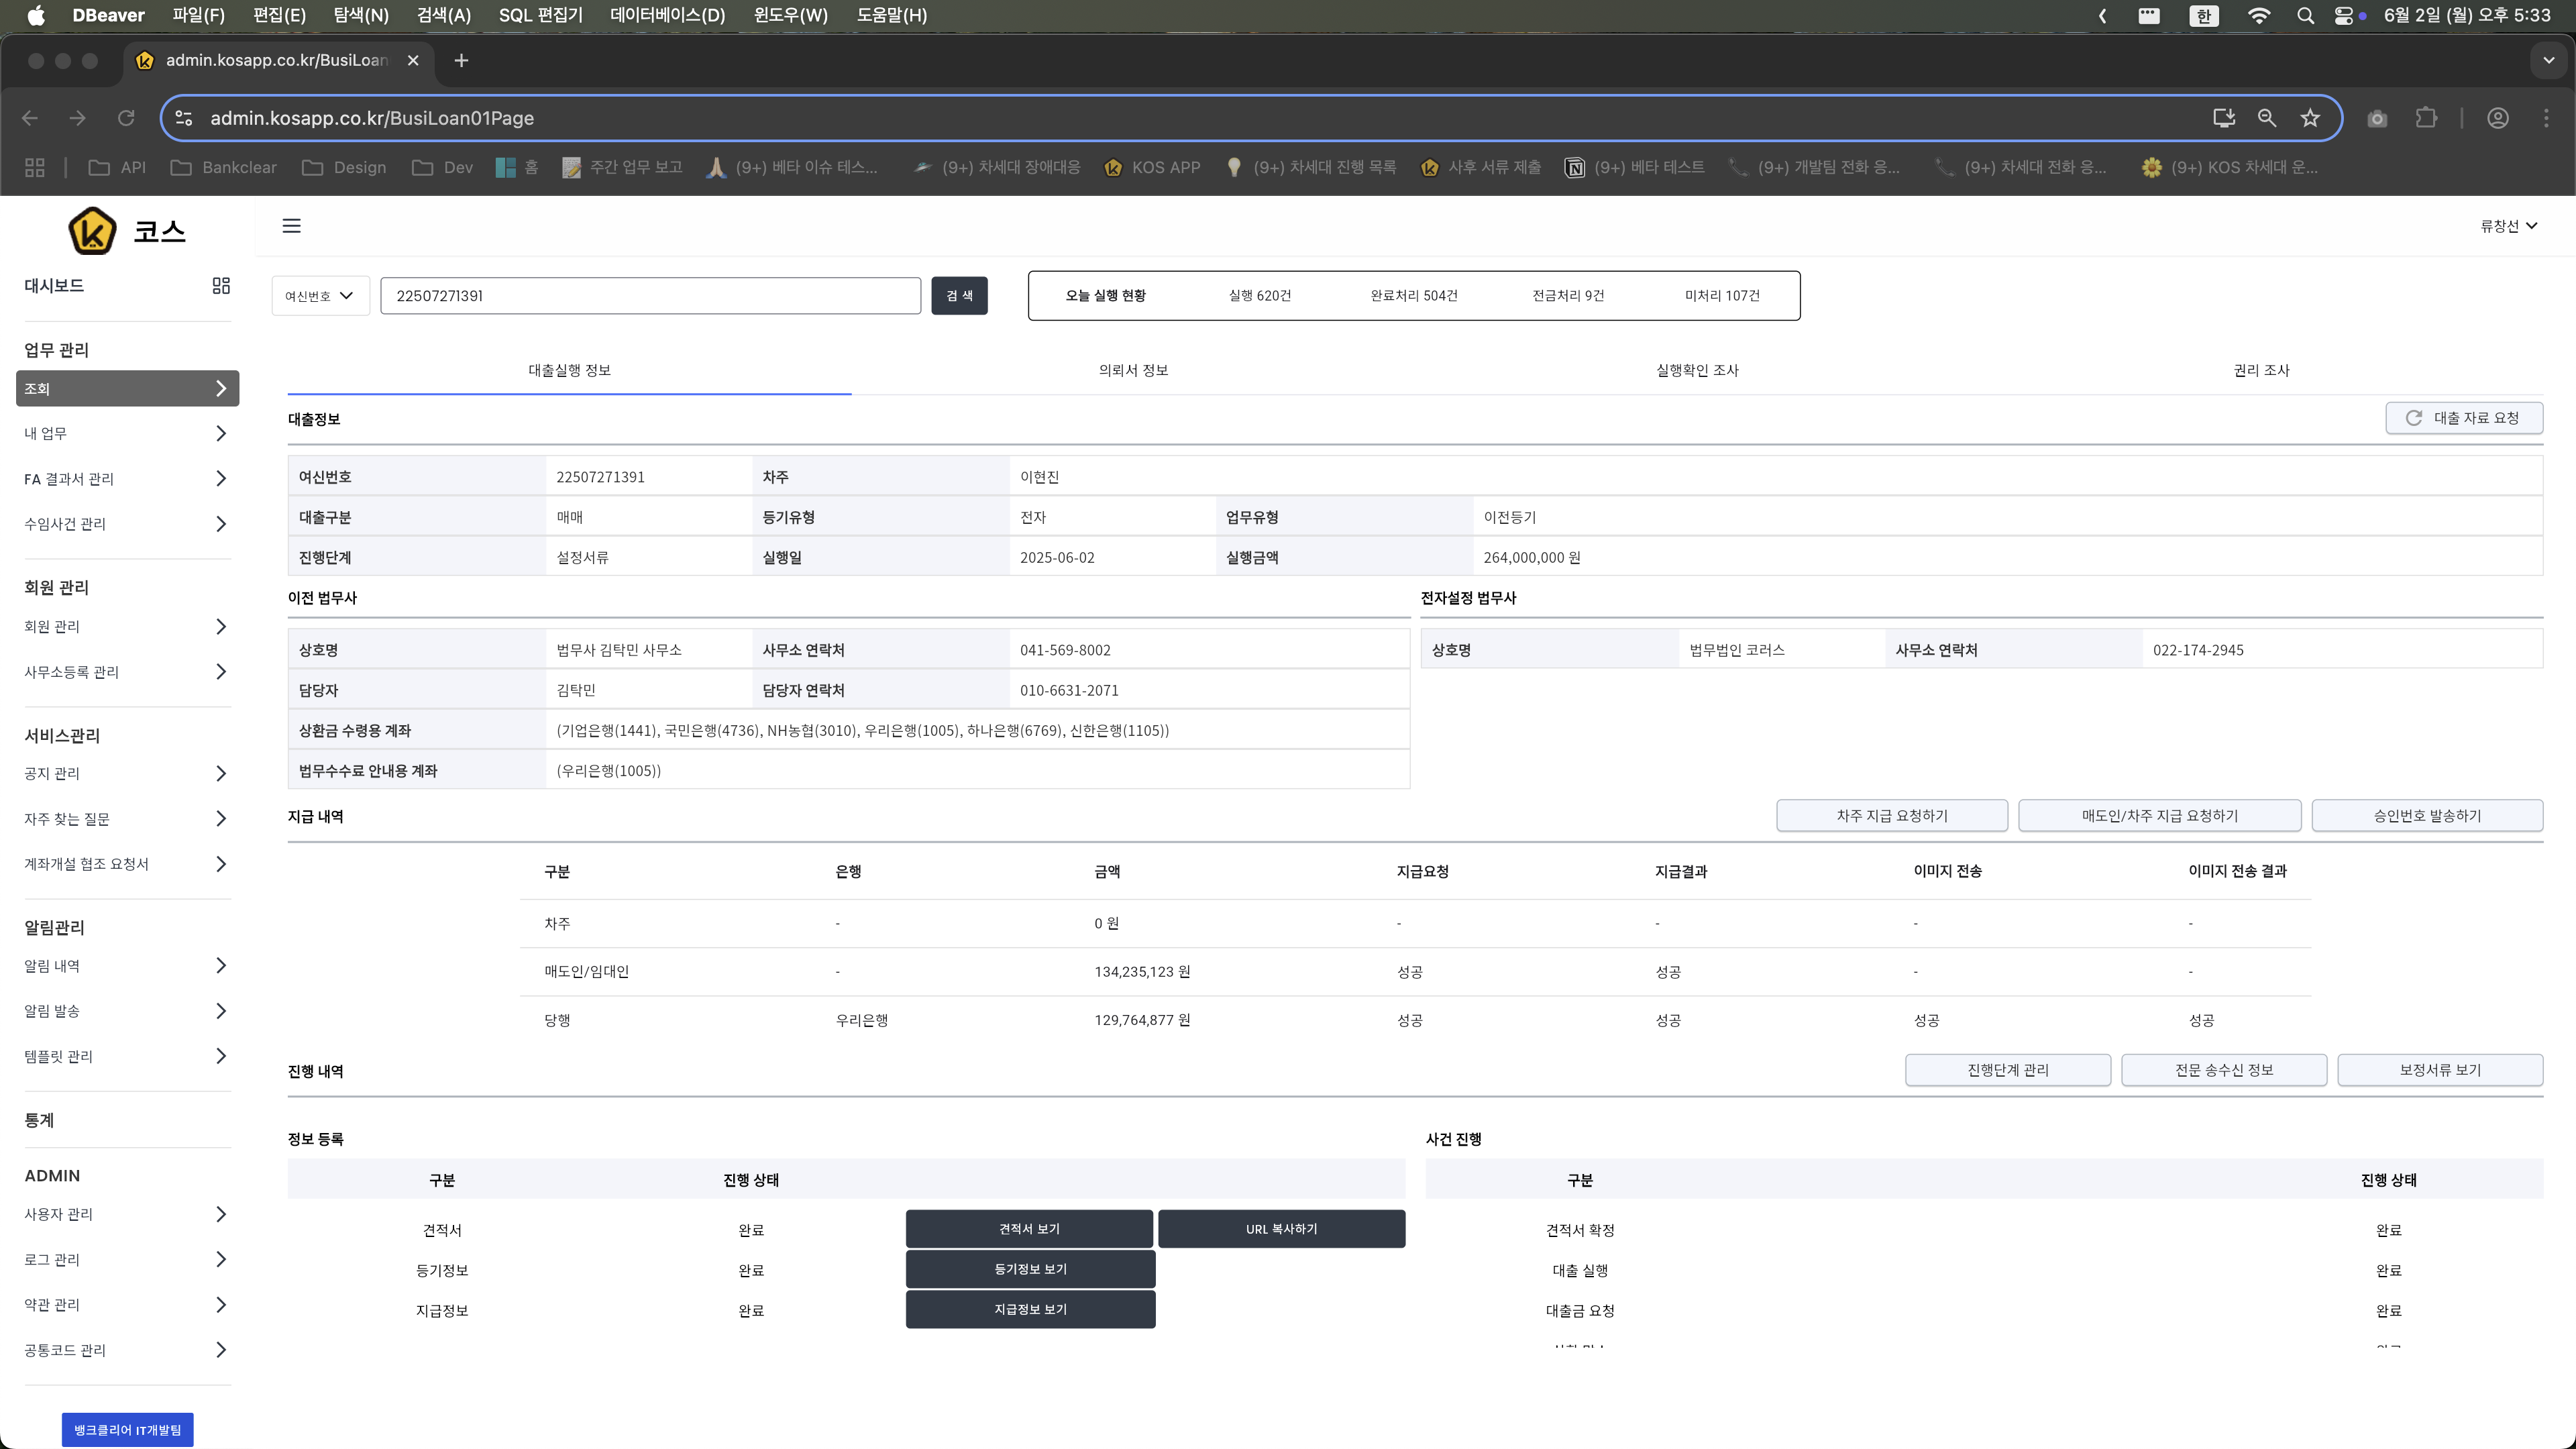 DBeaver 파일(F) 편집(E) 탐색(N) 검색(A) SQL 편집기 데이터베이스(D) 윈도우(W) 도움말(H) 한 6월 2일 (월) 오후 5:33
admin.kosapp.co.kr/BusiLoan
admin.kosapp.co.kr/BusiLoan01Page
API Bankclear Design Dev 홈 주간 업무 보고 (9+) 베타 이슈 테스... (9+) 차세대 장애대응 KOS APP (9+) 차세대 진행 목록 사후 서류 제출 (9+) 베타 테스트 (9+) 개발팀 전화 응... (9+) 차세대 전화 응... (9+) KOS 차세대 운...
코스
류창선
대시보드
업무 관리
조회
내 업무
FA 결과서 관리
수임사건 관리
회원 관리
회원 관리
사무소등록 관리
서비스관리
공지 관리
자주 찾는 질문
계좌개설 협조 요청서
알림관리
알림 내역
알림 발송
템플릿 관리
통계
ADMIN
사용자 관리
로그 관리
약관 관리
공통코드 관리
뱅크클리어 IT개발팀
여신번호 22507271391 검 색
오늘 실행 현황 실행 620건 완료처리 504건 전금처리 9건 미처리 107건
대출실행 정보 의뢰서 정보 실행확인 조사 권리 조사
대출정보 대출 자료 요청
여신번호 22507271391 차주 이현진
대출구분 매매 등기유형 전자 업무유형 이전등기
진행단계 설정서류 실행일 2025-06-02 실행금액 264,000,000 원
이전 법무사
상호명 법무사 김탁민 사무소 사무소 연락처 041-569-8002
담당자 김탁민 담당자 연락처 010-6631-2071
상환금 수령용 계좌 (기업은행(1441), 국민은행(4736), NH농협(3010), 우리은행(1005), 하나은행(6769), 신한은행(1105))
법무수수료 안내용 계좌 (우리은행(1005))
전자설정 법무사
상호명 법무법인 코러스 사무소 연락처 022-174-2945
지급 내역 차주 지급 요청하기 매도인/차주 지급 요청하기 승인번호 발송하기
구분 은행 금액 지급요청 지급결과 이미지 전송 이미지 전송 결과
차주 - 0 원 - - - -
매도인/임대인 - 134,235,123 원 성공 성공 - -
당행 우리은행 129,764,877 원 성공 성공 성공 성공
진행 내역 진행단계 관리 전문 송수신 정보 보정서류 보기
정보 등록
구분 진행 상태
견적서 완료 견적서 보기 URL 복사하기
등기정보 완료 등기정보 보기
지급정보 완료 지급정보 보기
사건 진행
구분 진행 상태
견적서 확정 완료
대출 실행 완료
대출금 요청 완료